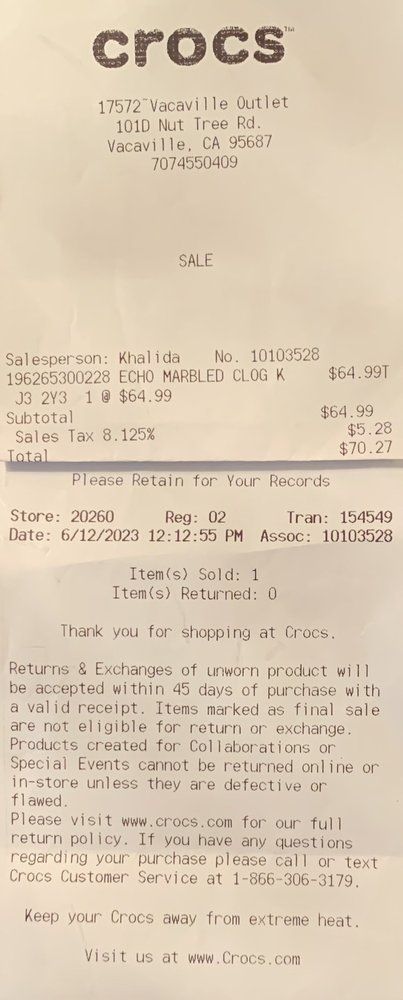 crocs™
17572~Vacaville Outlet
101D Nut Tree Rd.
Vacaville, CA 95687
7074550409
SALE
Salesperson: Khalida No. 10103528
196265300228 ECHO MARBLED CLOG K $64.99T
J3 2Y3 1 @ $64.99
Subtotal $64.99
Sales Tax 8.125% $5.28
Total $70.27
Please Retain for Your Records
Store: 20260 Reg: 02 Tran: 154549
Date: 6/12/2023 12:12:55 PM Assoc: 10103528
Item(s) Sold: 1
Item(s) Returned: 0
Thank you for shopping at Crocs.
Returns & Exchanges of unworn product will
be accepted within 45 days of purchase with
a valid receipt. Items marked as final sale
are not eligible for return or exchange.
Products created for Collaborations or
Special Events cannot be returned online or
in-store unless they are defective or
flawed.
Please visit www.crocs.com for our full
return policy. If you have any questions
regarding your purchase please call or text
Crocs Customer Service at 1-866-306-3179.
Keep your Crocs away from extreme heat.
Visit us at www.Crocs.com